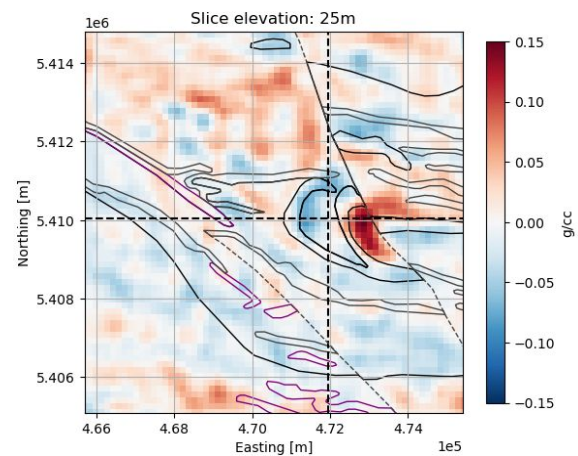 Slice elevation: 25m
1e6
5.414
5.412
5.410
5.408
5.406
Northing [m]
4.66
4.68
4.70
4.72
4.74
1e5
Easting [m]
0.15
0.10
0.05
0.00
−0.05
−0.10
−0.15
g/cc